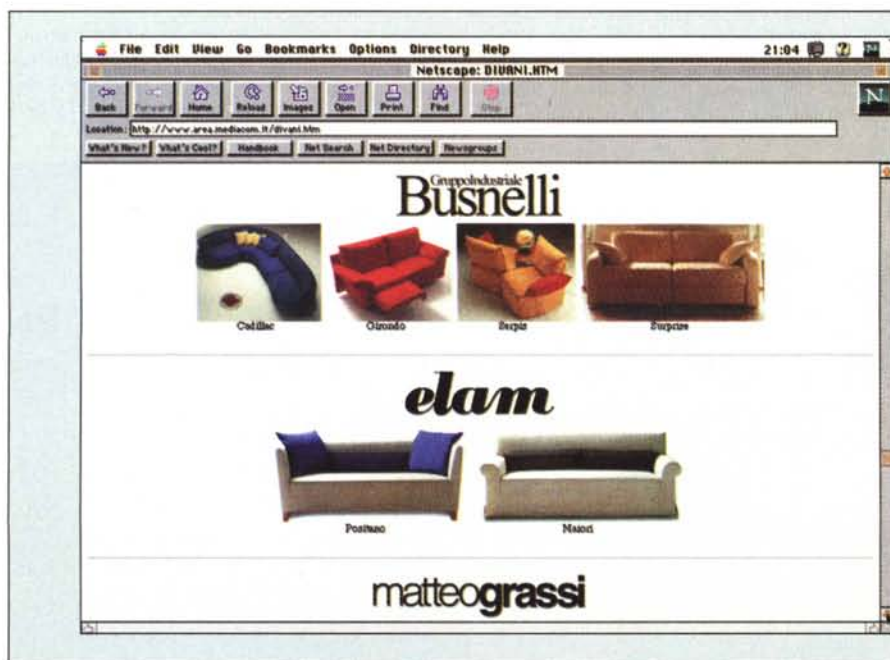 File Edit View Go Bookmarks Options Directory Help 21:04
Netscape: DIVANI.HTM
Back Forward Home Reload Images Open Print Find Stop
N
Location: http://www.area.mediacom.it/divani.htm
What's New? What's Cool? Handbook Net Search Net Directory Newsgroups
GruppoIndustriale
Busnelli
Cadillac Girondo Serpis Surprise
elam
Positano Maiori
matteograssi